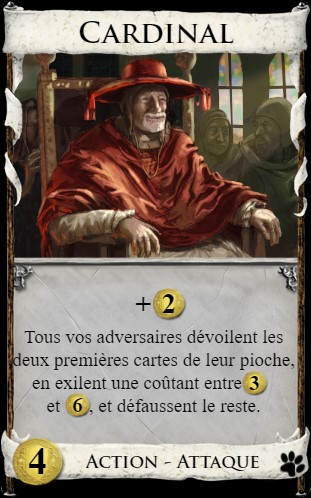 CARDINAL
+2
Tous vos adversaires dévoilent les
deux premières cartes de leur pioche,
en exilent une coûtant entre 3
et 6, et défaussent le reste.
4 ACTION - ATTAQUE